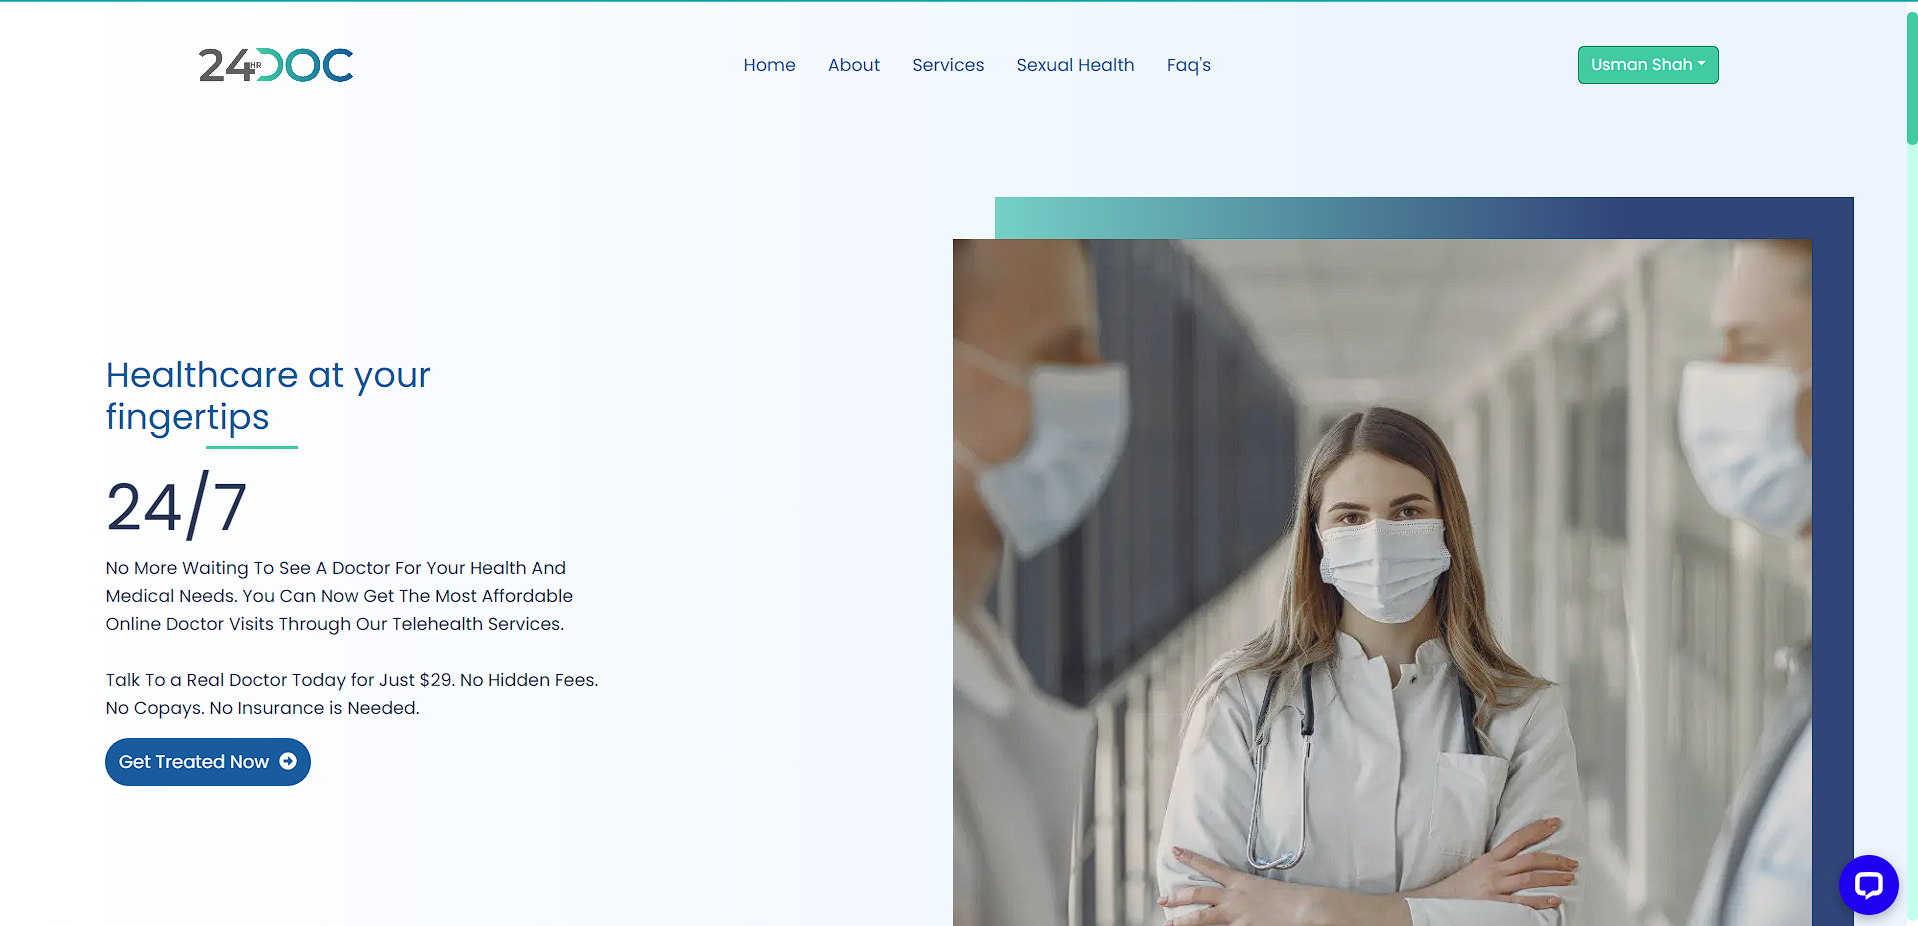 24HR DOC
Home About Services Sexual Health Faq's
Usman Shah
Healthcare at your
fingertips
24/7
No More Waiting To See A Doctor For Your Health And
Medical Needs. You Can Now Get The Most Affordable
Online Doctor Visits Through Our Telehealth Services.
Talk To a Real Doctor Today for Just $29. No Hidden Fees.
No Copays. No Insurance is Needed.
Get Treated Now